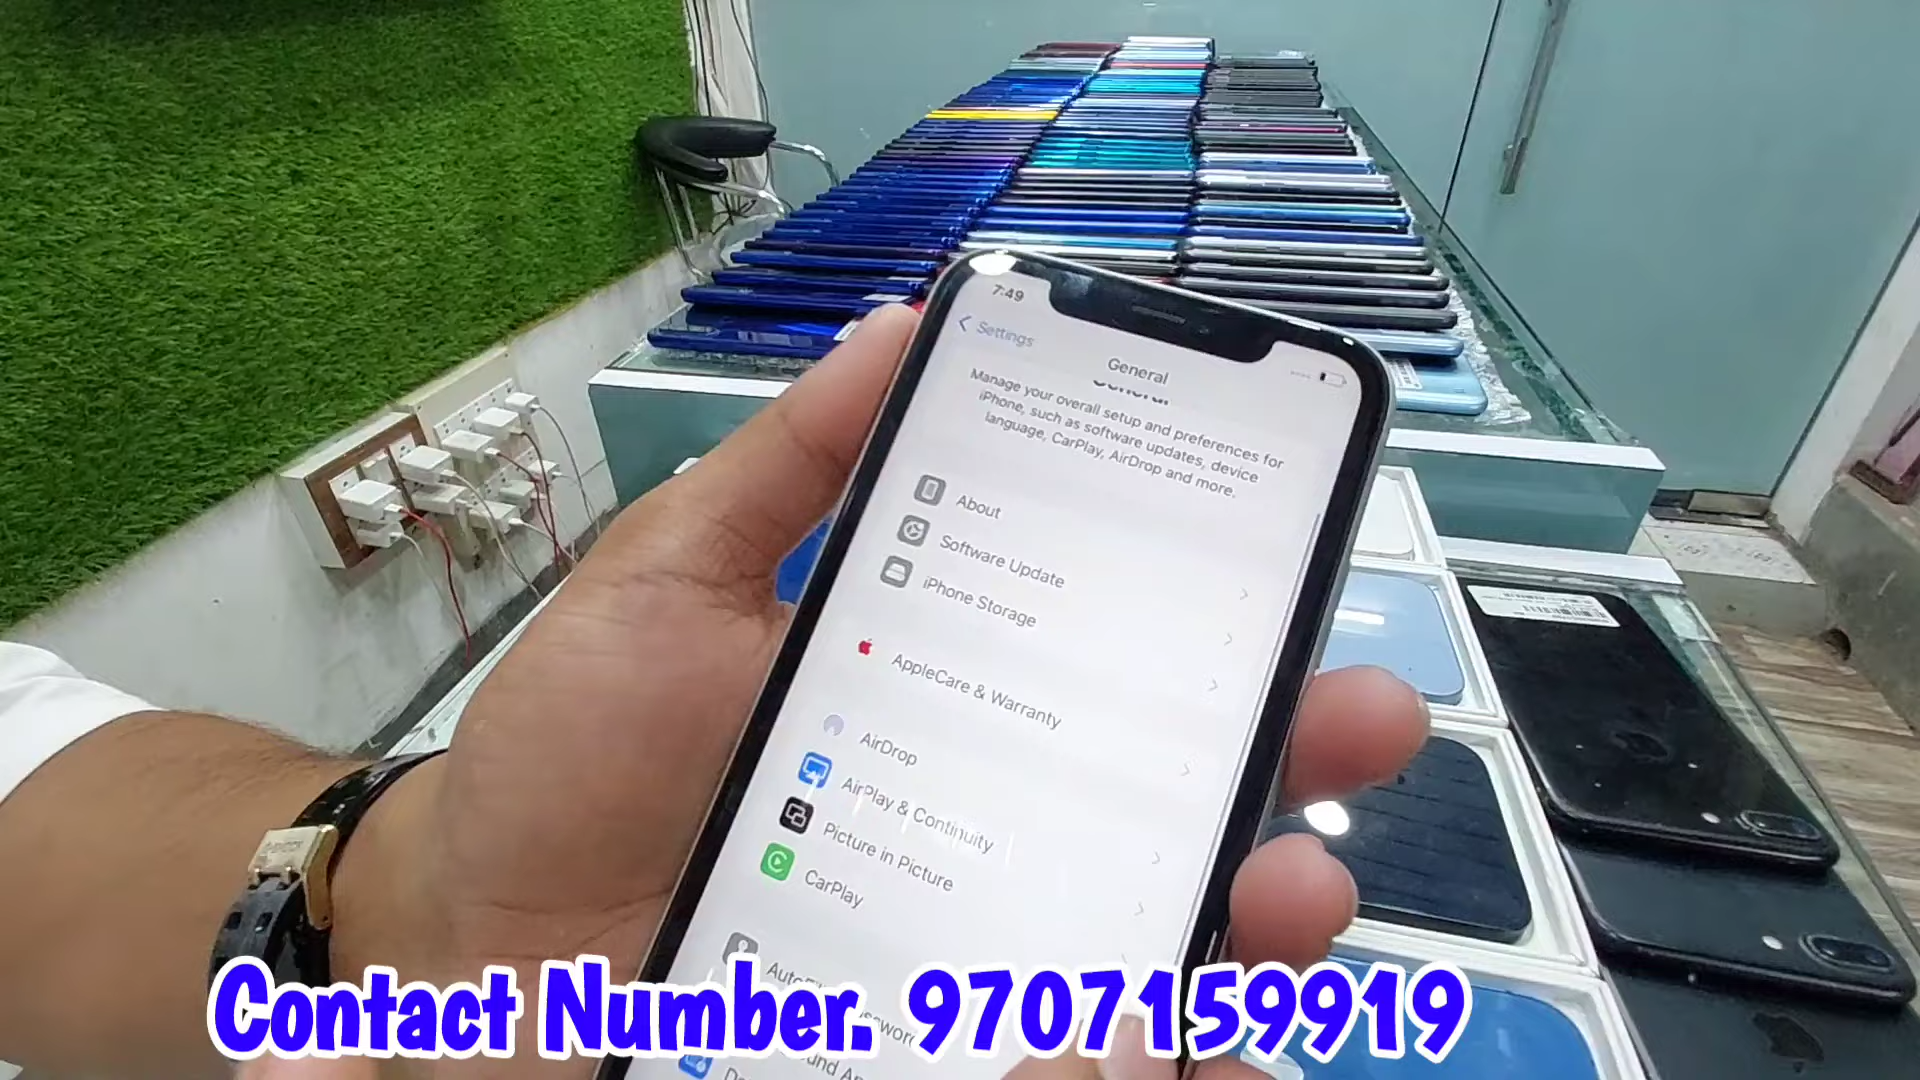 7:49
Settings
General
Manage your overall setup and preferences for
iPhone, such as software updates, device
language, CarPlay, AirDrop and more.
About
Software Update
iPhone Storage
AppleCare & Warranty
AirDrop
AirPlay & Continuity
Picture in Picture
CarPlay
Contact Number. 9707159919